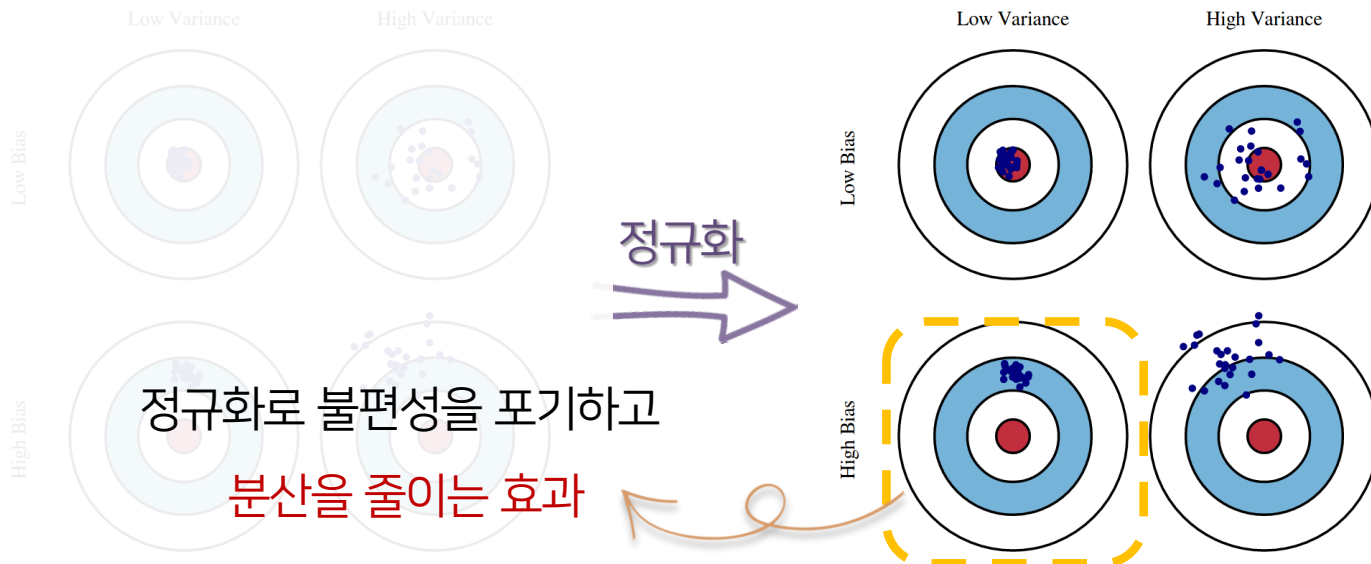 Low Variance
High Variance
Low Bias
High Bias
정규화로 불편성을 포기하고
분산을 줄이는 효과
정규화
Low Variance
High Variance
Low Bias
High Bias